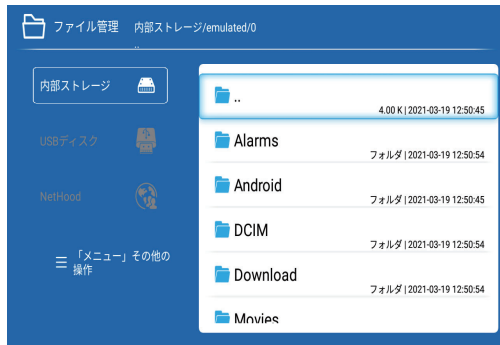 ファイル管理 内部ストレージ/emulated/0
..
内部ストレージ
USBディスク
NetHood
「メニュー」その他の
操作
..
4.00 K | 2021-03-19 12:50:45
Alarms
フォルダ | 2021-03-19 12:50:54
Android
フォルダ | 2021-03-19 12:50:45
DCIM
フォルダ | 2021-03-19 12:50:54
Download
フォルダ | 2021-03-19 12:50:54
Movies